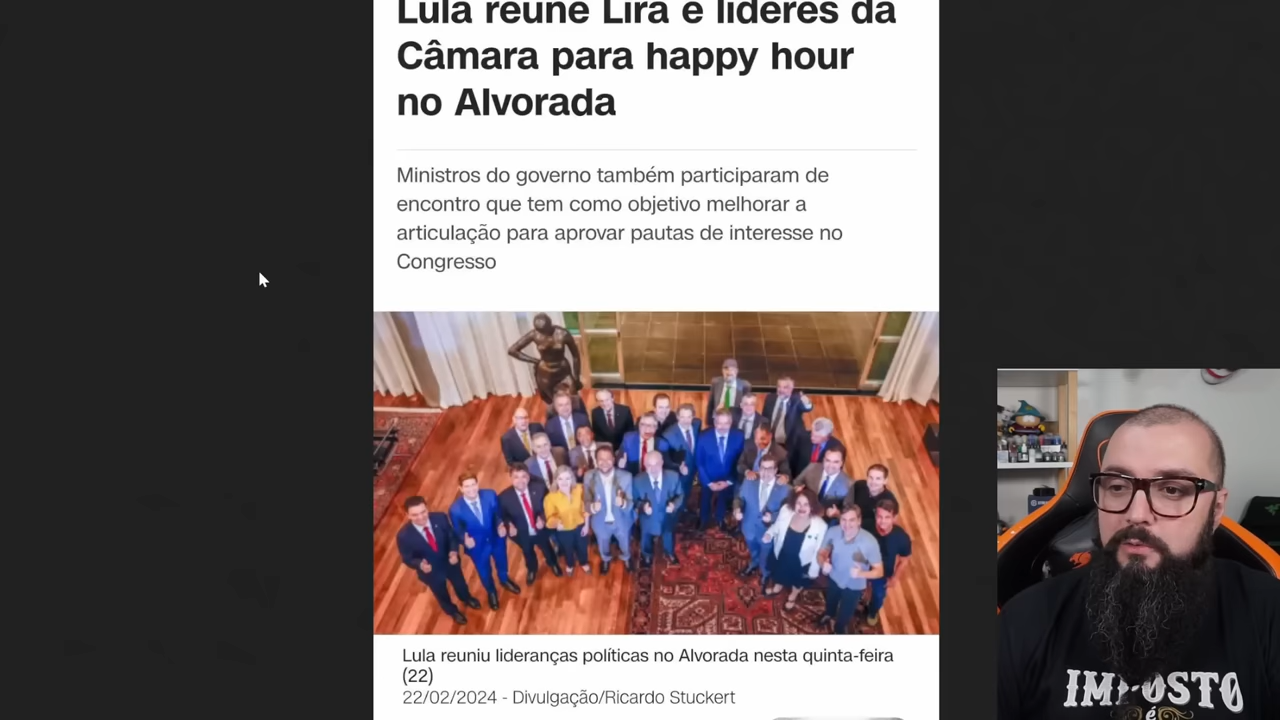 Lula reúne Lira e líderes da
Câmara para happy hour
no Alvorada
Ministros do governo também participaram de
encontro que tem como objetivo melhorar a
articulação para aprovar pautas de interesse no
Congresso
Lula reuniu lideranças políticas no Alvorada nesta quinta-feira
(22)
22/02/2024 - Divulgação/Ricardo Stuckert
IMPOSTO
é